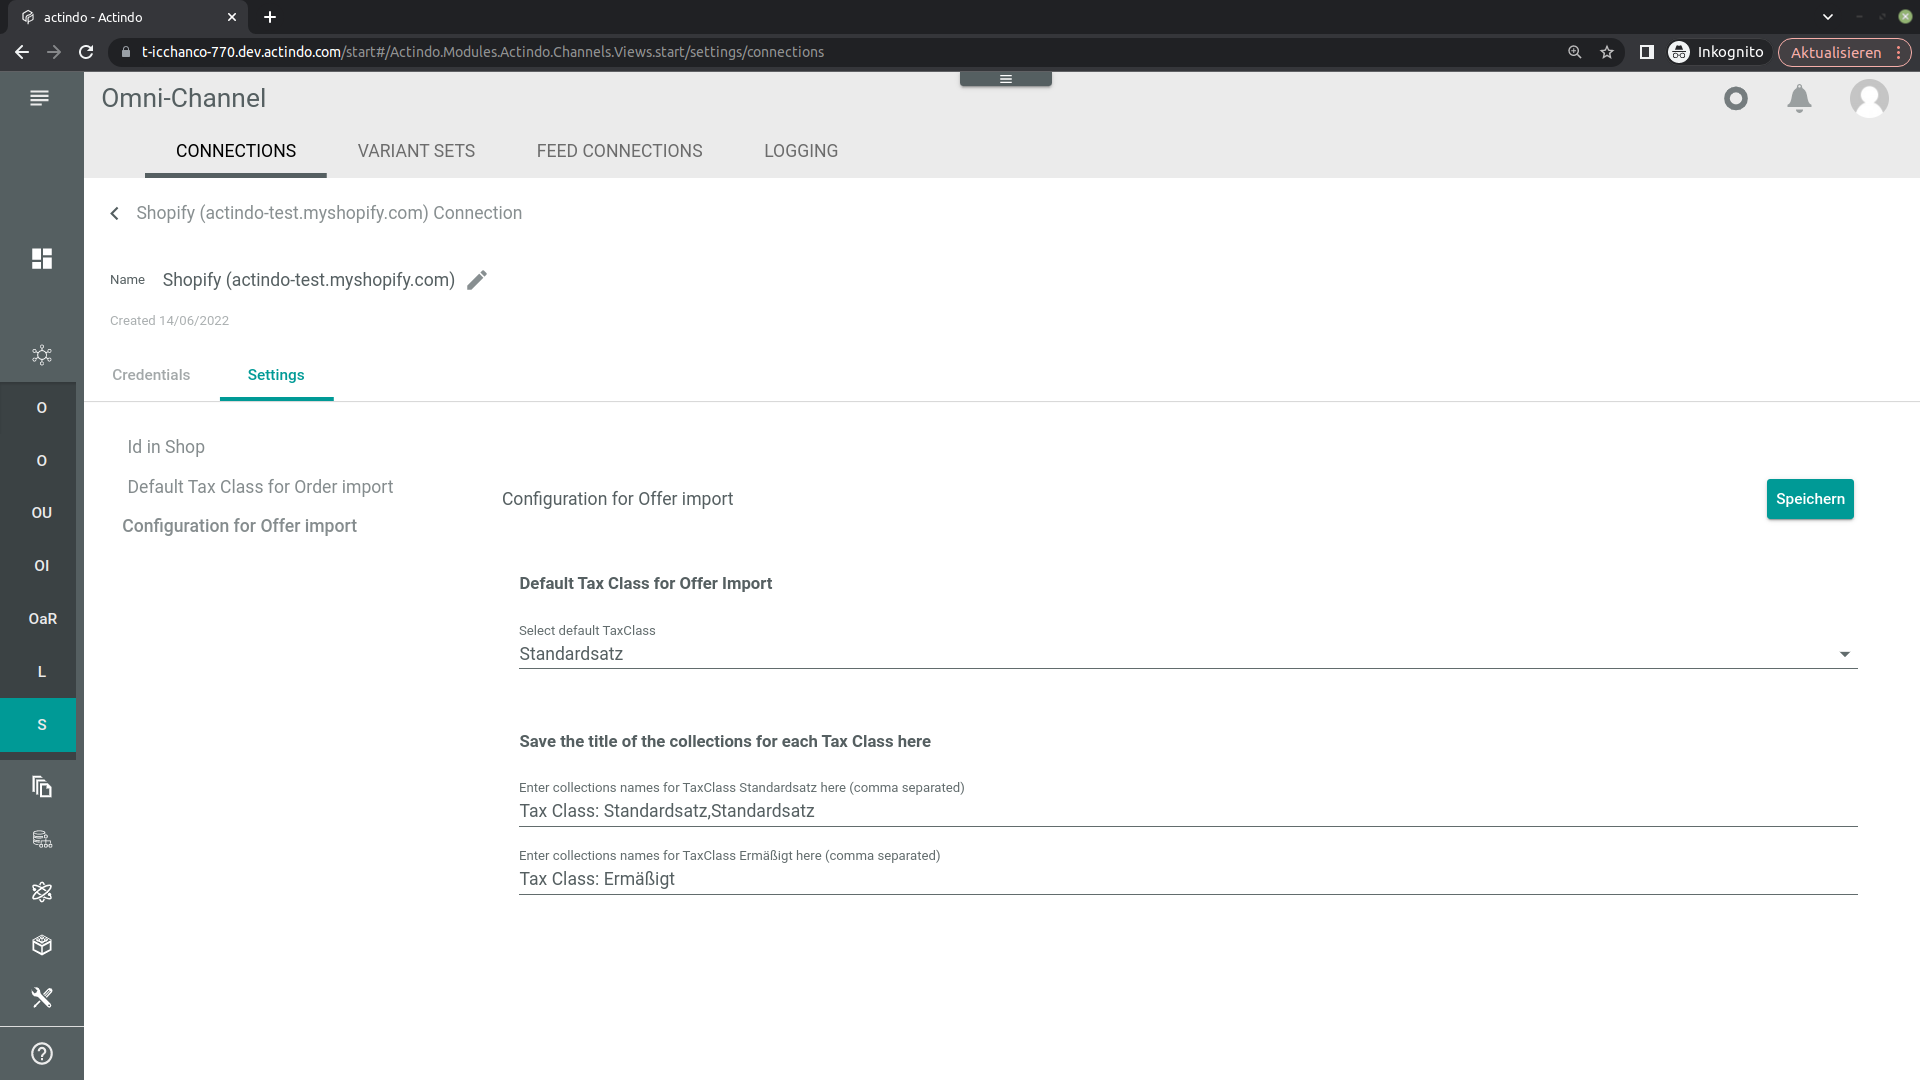 actindo - Actindo
t-icchanco-770.dev.actindo.com/start#/Actindo.Modules.Actindo.Channels.Views.start/settings/connections
Inkognito
Aktualisieren
Omni-Channel
CONNECTIONS
VARIANT SETS
FEED CONNECTIONS
LOGGING
Shopify (actindo-test.myshopify.com) Connection
Name Shopify (actindo-test.myshopify.com)
Created 14/06/2022
Credentials
Settings
O
O
OU
OI
OaR
L
S
Id in Shop
Default Tax Class for Order import
Configuration for Offer import
Configuration for Offer import
Speichern
Default Tax Class for Offer Import
Select default TaxClass
Standardsatz
Save the title of the collections for each Tax Class here
Enter collections names for TaxClass Standardsatz here (comma separated)
Tax Class: Standardsatz,Standardsatz
Enter collections names for TaxClass Ermäßigt here (comma separated)
Tax Class: Ermäßigt